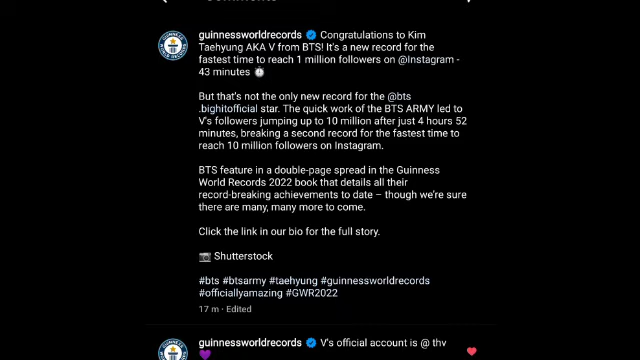 guinnessworldrecords Congratulations to Kim
Taehyung AKA V from BTS! It's a new record for the
fastest time to reach 1 million followers on @Instagram -
43 minutes ⏱
But that's not the only new record for the @bts
.bighitofficial star. The quick work of the BTS ARMY led to
V's followers jumping up to 10 million after just 4 hours 52
minutes, breaking a second record for the fastest time to
reach 10 million followers on Instagram.
BTS feature in a double-page spread in the Guinness
World Records 2022 book that details all their
record-breaking achievements to date – though we're sure
there are many, many more to come.
Click the link in our bio for the full story.
📷 Shutterstock
#bts #btsarmy #taehyung #guinnessworldrecords
#officiallyamazing #GWR2022
17 m · Edited
guinnessworldrecords V's official account is @ thv
💜